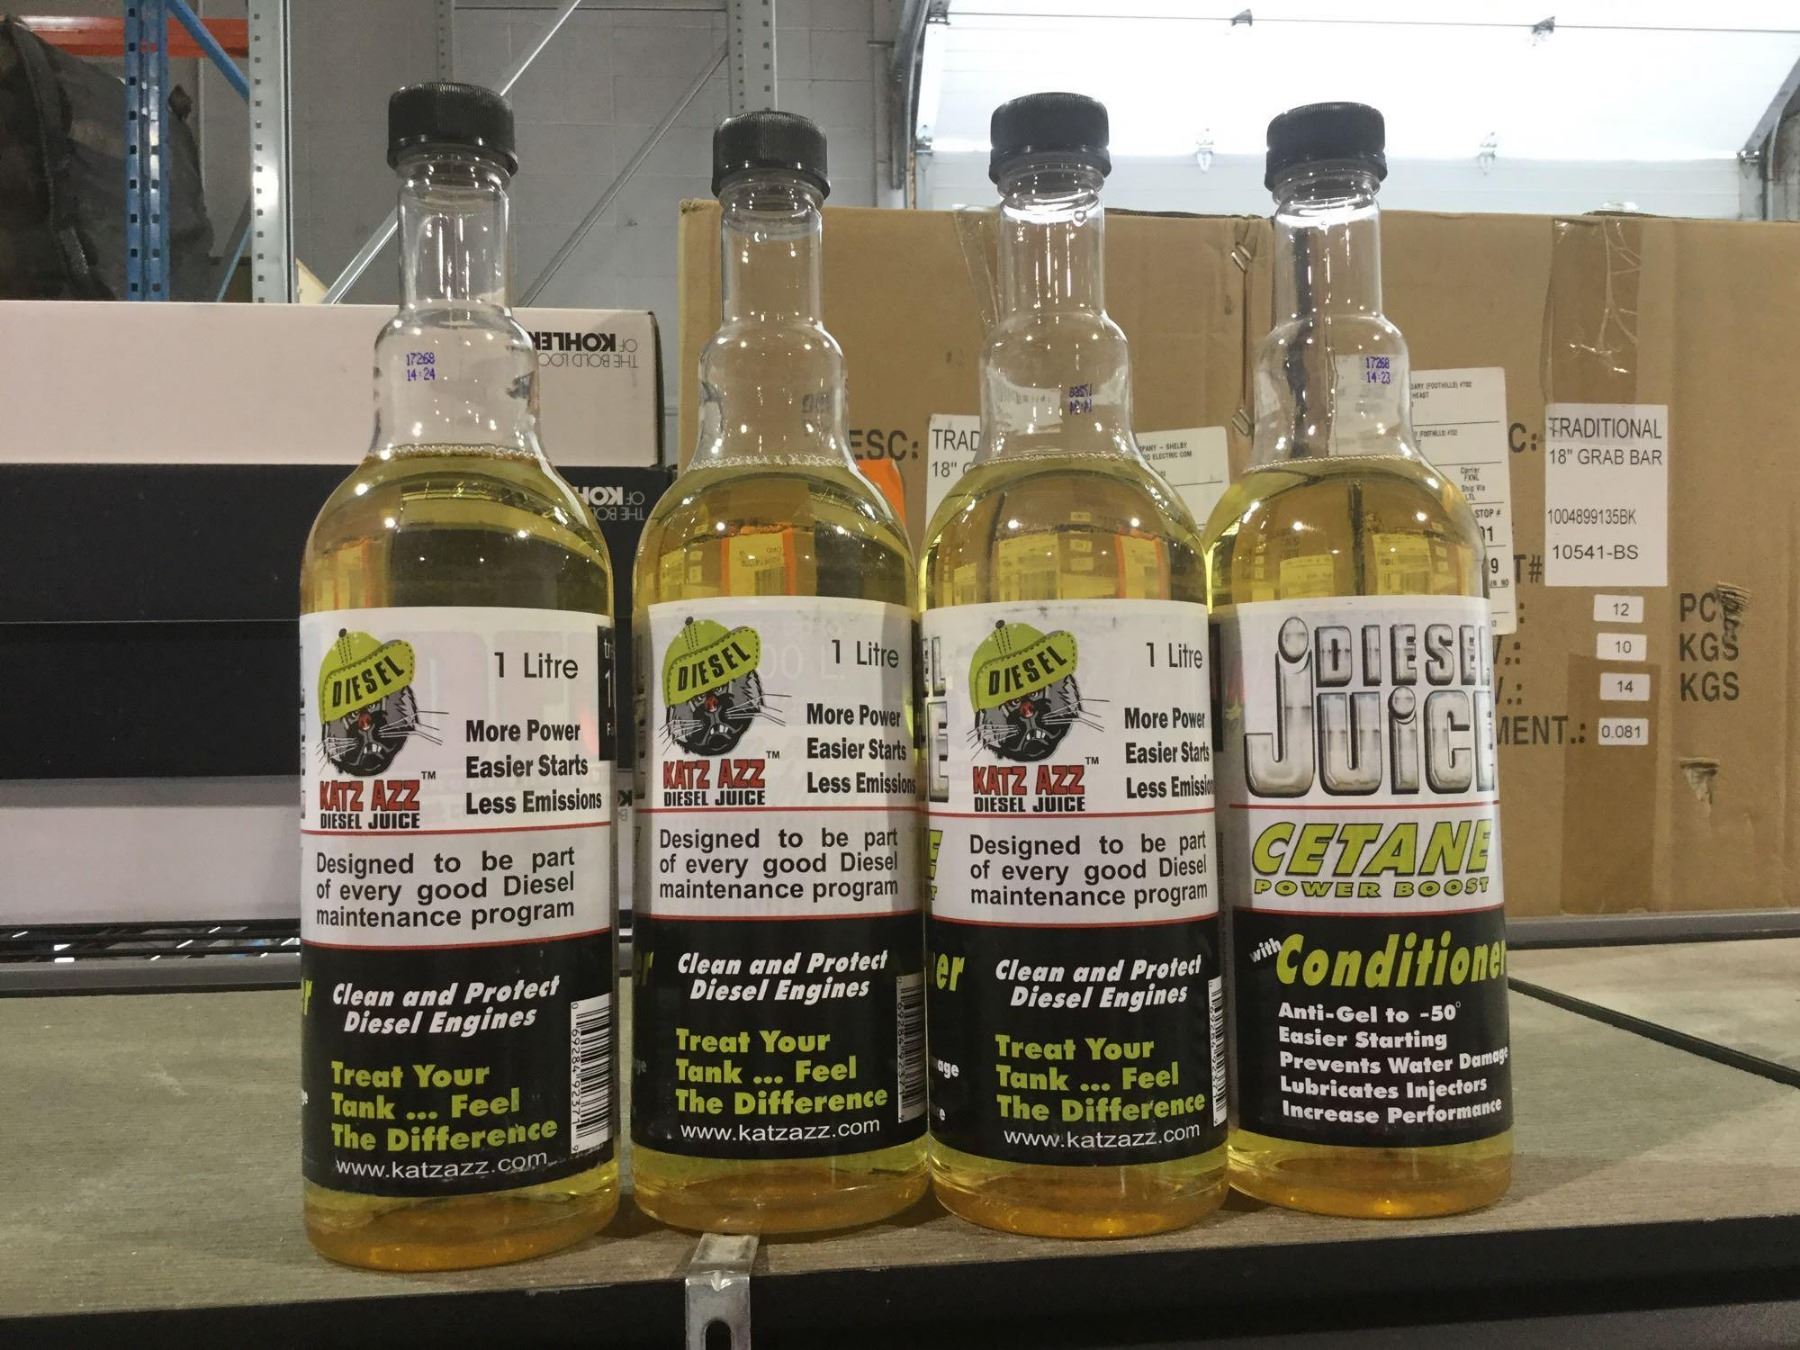 17268
14:24
DIESEL
KATZ AZZ™
DIESEL JUICE
1 Litre
More Power
Easier Starts
Less Emissions
Designed to be part
of every good Diesel
maintenance program
Clean and Protect
Diesel Engines
Treat Your
Tank ... Feel
The Difference
www.katzazz.com
DIESEL
KATZ AZZ™
DIESEL JUICE
1 Litre
More Power
Easier Starts
Less Emissions
Designed to be part
of every good Diesel
maintenance program
Clean and Protect
Diesel Engines
Treat Your
Tank ... Feel
The Difference
www.katzazz.com
DIESEL
KATZ AZZ™
DIESEL JUICE
1 Litre
More Power
Easier Starts
Less Emissions
Designed to be part
of every good Diesel
maintenance program
Clean and Protect
Diesel Engines
Treat Your
Tank ... Feel
The Difference
www.katzazz.com
17268
14:23
DIESEL
JUiCE
CETANE
POWER BOOST
with Conditioner
Anti-Gel to -50°
Easier Starting
Prevents Water Damage
Lubricates Injectors
Increase Performance
KOHLER
THE BOLD LOOK OF
TRADITIONAL
18" GRAB BAR
1004899135BK
10541-BS
12
10 KGS
14 KGS
0.081